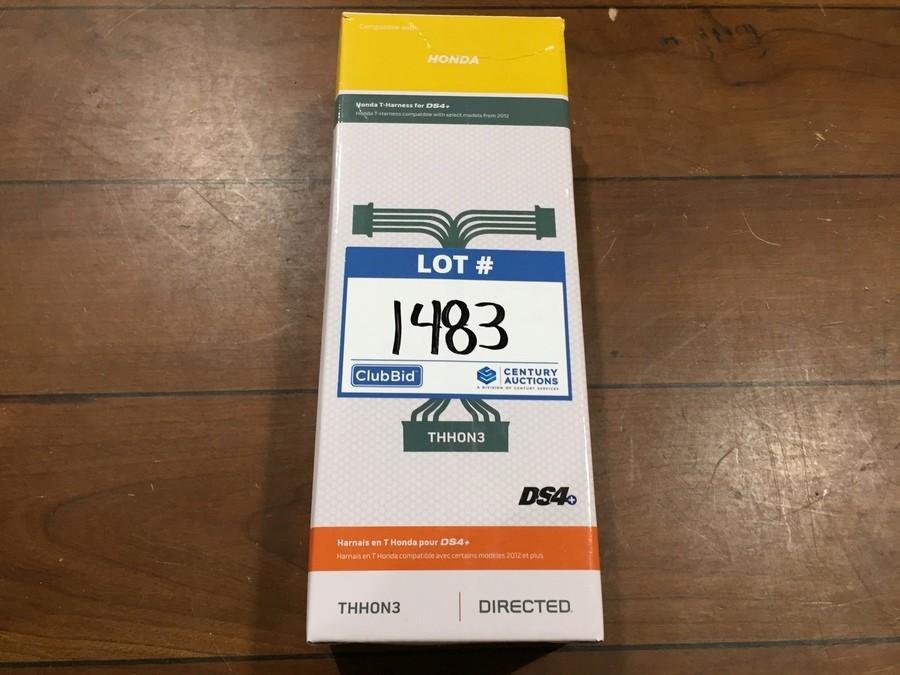 Compatible with:
HONDA
Honda T-Harness for DS4+
Honda T-Harness compatible with select models from 2012
LOT #
1483
ClubBid
CENTURY
AUCTIONS
A DIVISION OF CENTURY SERVICES
THHON3
DS4+
Harnais en T Honda pour DS4+
Harnais en T Honda compatible avec certains modèles 2012 et plus
THHON3 | DIRECTED